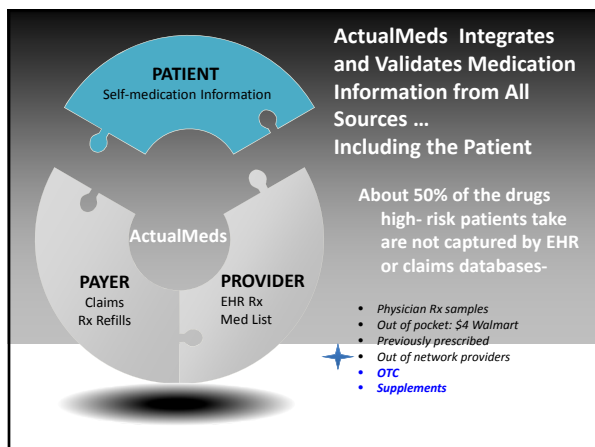 PATIENT
Self-medication Information
ActualMeds
PAYER
Claims
Rx Refills
PROVIDER
EHR Rx
Med List
ActualMeds Integrates
and Validates Medication
Information from All
Sources …
Including the Patient
About 50% of the drugs
high- risk patients take
are not captured by EHR
or claims databases-
• Physician Rx samples
• Out of pocket: $4 Walmart
• Previously prescribed
• Out of network providers
• OTC
• Supplements